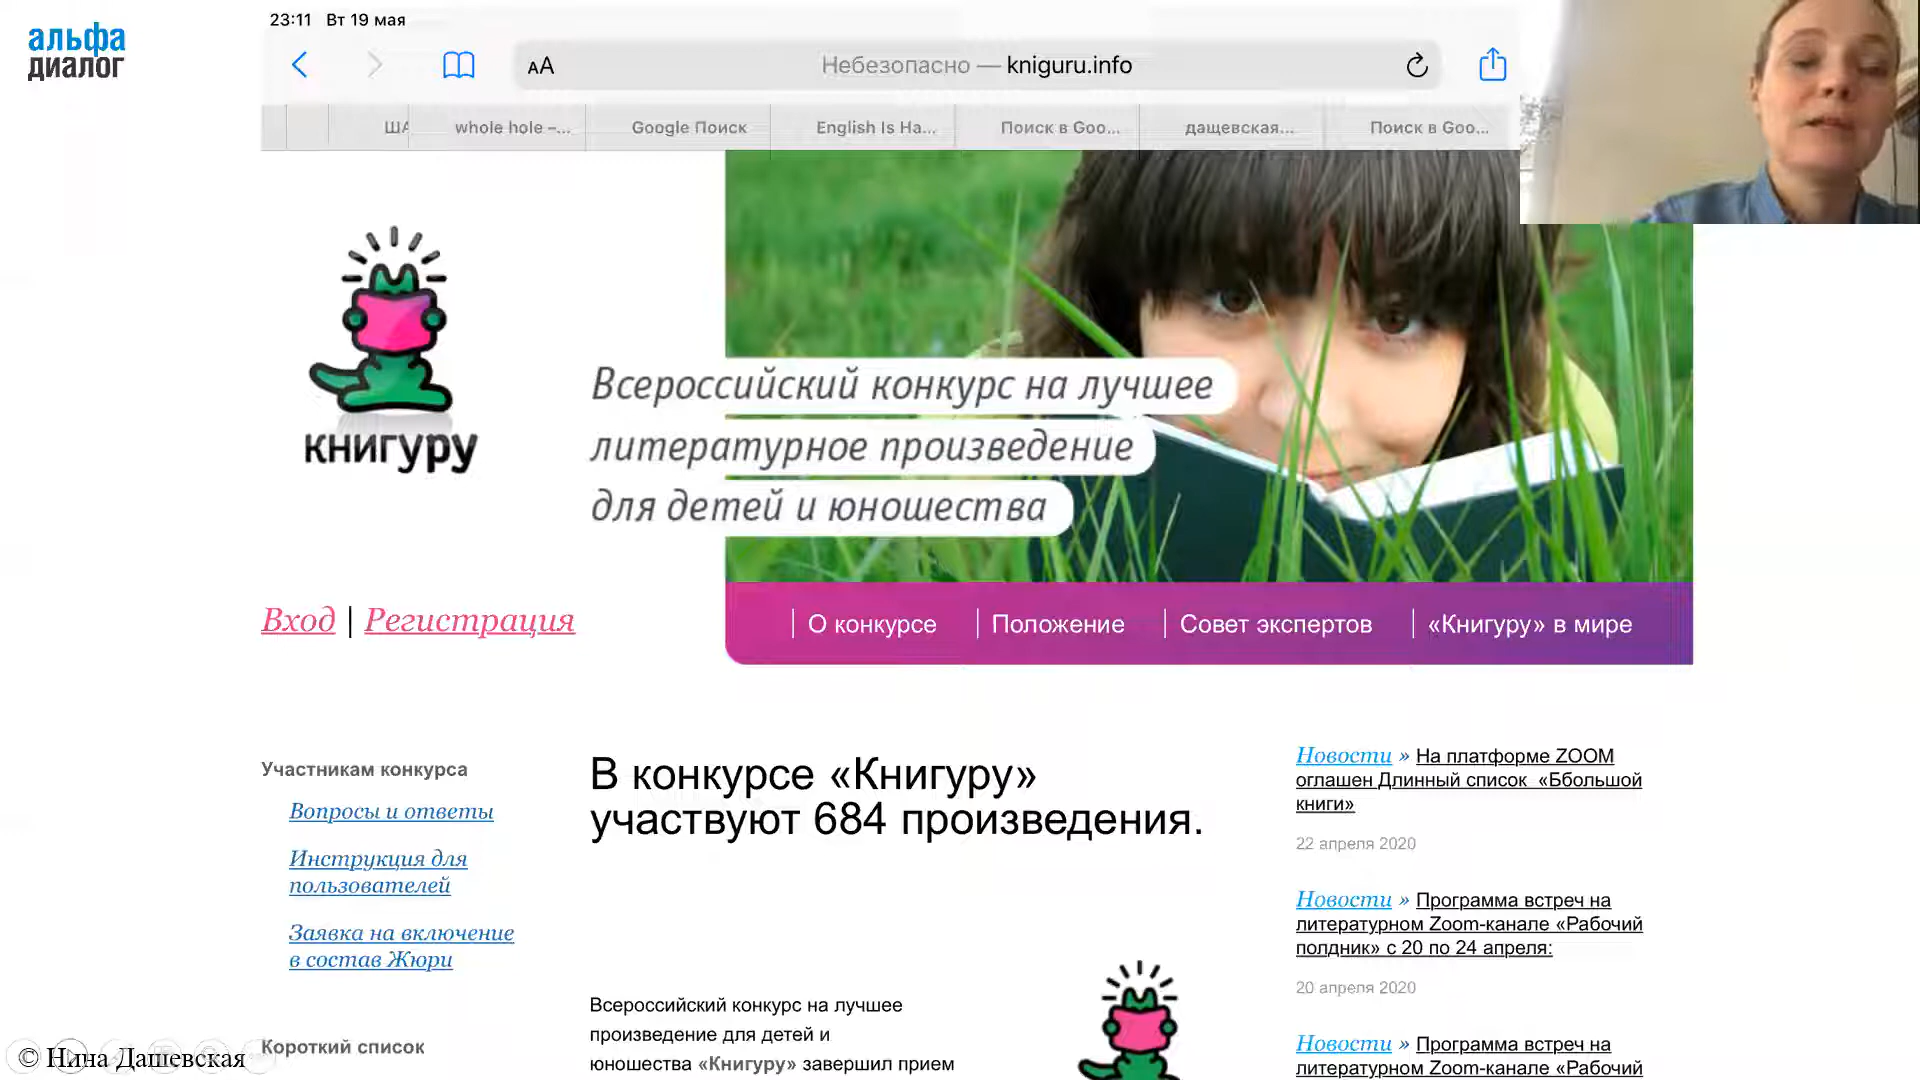 альфа
диалог
23:11 Вт 19 мая
AA
Небезопасно — kniguru.info
ША
whole hole –...
Google Поиск
English Is Ha...
Поиск в Goo...
дащевская...
Поиск в Goo...
книгуру
Всероссийский конкурс на лучшее
литературное произведение
для детей и юношества
Вход | Регистрация
О конкурсе
Положение
Совет экспертов
«Книгуру» в мире
Участникам конкурса
Вопросы и ответы
Инструкция для
пользователей
Заявка на включение
в состав Жюри
Короткий список
В конкурсе «Книгуру»
участвуют 684 произведения.
Всероссийский конкурс на лучшее
произведение для детей и
юношества «Книгуру» завершил прием
Новости » На платформе ZOOM
оглашен Длинный список «Ббольшой
книги»
22 апреля 2020
Новости » Программа встреч на
литературном Zoom-канале «Рабочий
полдник» с 20 по 24 апреля:
20 апреля 2020
Новости » Программа встреч на
литературном Zoom-канале «Рабочий
© Нина Дашевская